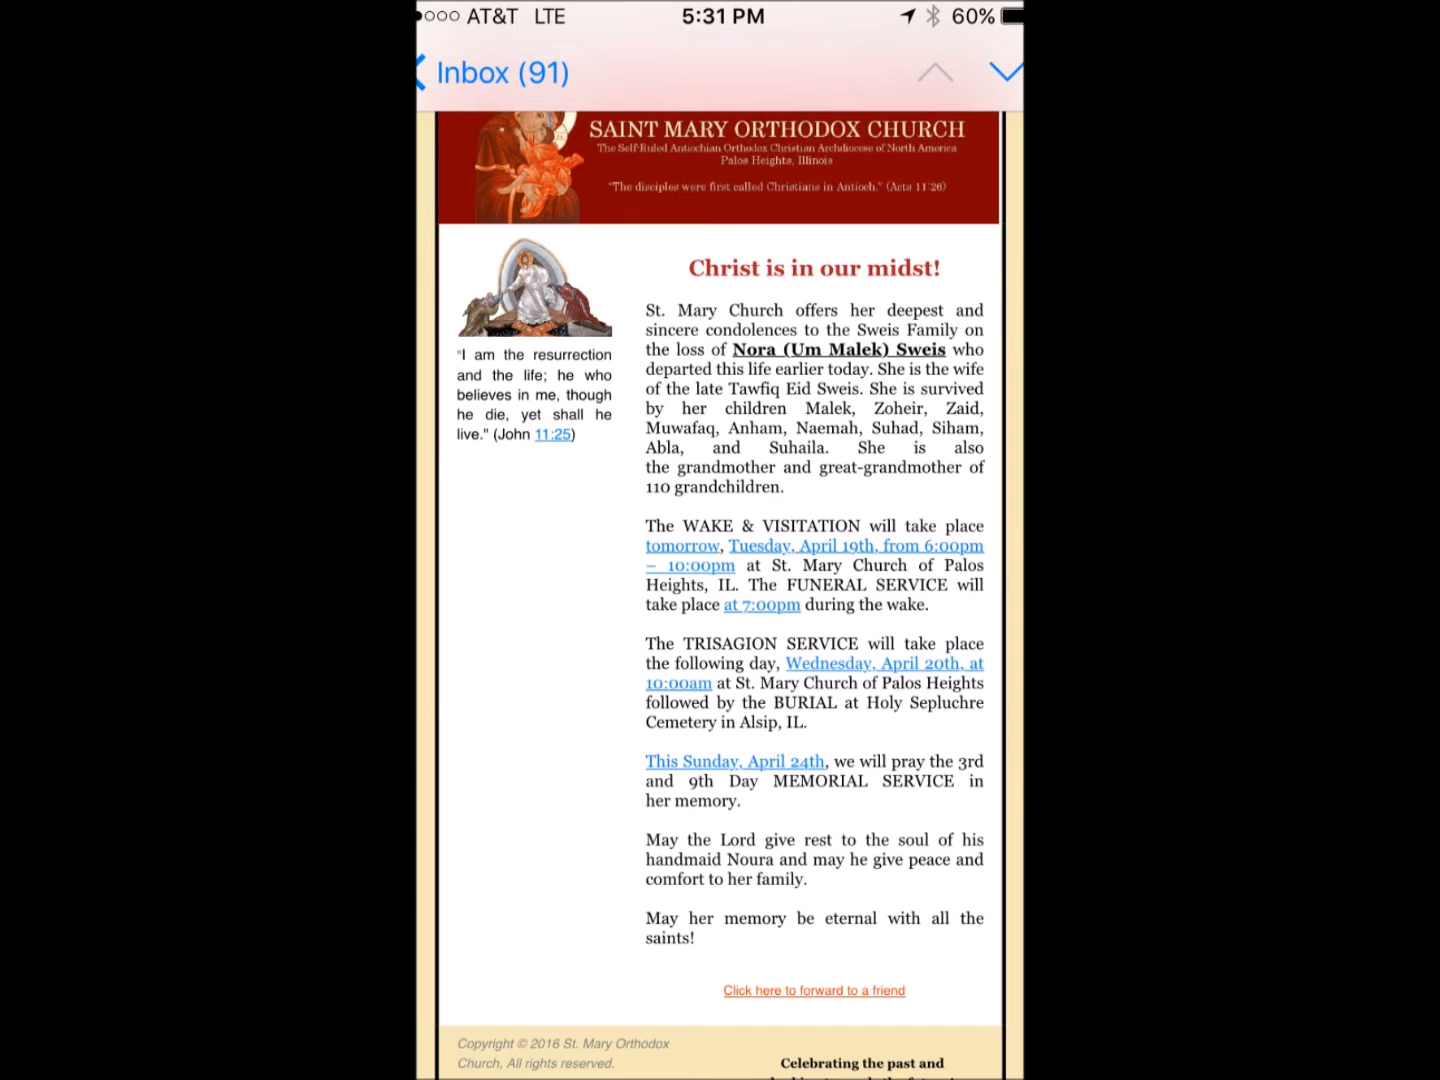 AT&T LTE 5:31 PM 60%
Inbox (91)
SAINT MARY ORTHODOX CHURCH
The Self-Ruled Antiochian Orthodox Christian Archdiocese of North America
Palos Heights, Illinois
"The disciples were first called Christians in Antioch." (Acts 11:26)
"I am the resurrection
and the life; he who
believes in me, though
he die, yet shall he
live." (John 11:25)
Christ is in our midst!
St. Mary Church offers her deepest and
sincere condolences to the Sweis Family on
the loss of Nora (Um Malek) Sweis who
departed this life earlier today. She is the wife
of the late Tawfiq Eid Sweis. She is survived
by her children Malek, Zoheir, Zaid,
Muwafaq, Anham, Naemah, Suhad, Siham,
Abla, and Suhaila. She is also
the grandmother and great-grandmother of
110 grandchildren.
The WAKE & VISITATION will take place
tomorrow, Tuesday, April 19th, from 6:00pm
– 10:00pm at St. Mary Church of Palos
Heights, IL. The FUNERAL SERVICE will
take place at 7:00pm during the wake.
The TRISAGION SERVICE will take place
the following day, Wednesday, April 20th, at
10:00am at St. Mary Church of Palos Heights
followed by the BURIAL at Holy Sepluchre
Cemetery in Alsip, IL.
This Sunday, April 24th, we will pray the 3rd
and 9th Day MEMORIAL SERVICE in
her memory.
May the Lord give rest to the soul of his
handmaid Noura and may he give peace and
comfort to her family.
May her memory be eternal with all the
saints!
Click here to forward to a friend
Copyright © 2016 St. Mary Orthodox
Church, All rights reserved.
Celebrating the past and